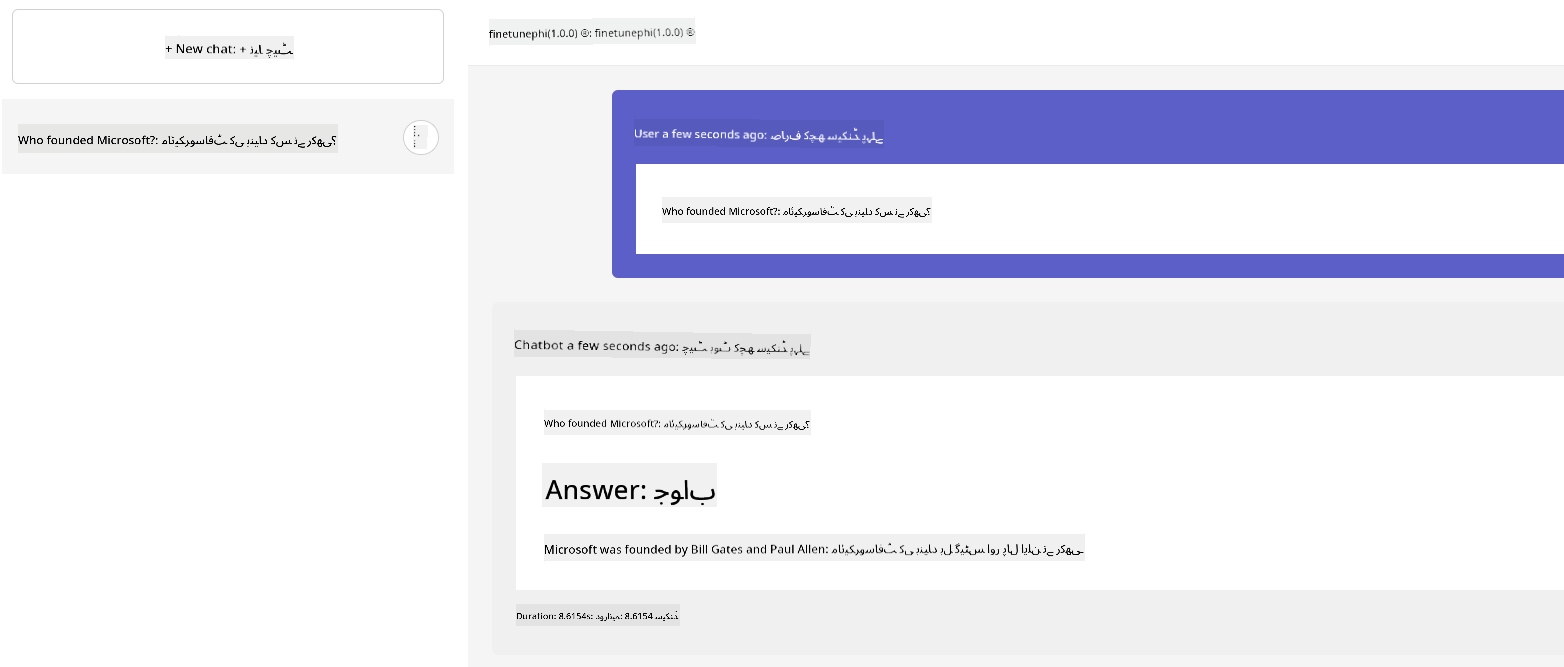 + New chat: + نیا چیٹ
Who founded Microsoft?: مائیکروسافٹ کی بنیاد کس نے رکھی؟
finetunephi(1.0.0) ®: finetunephi(1.0.0) ®
User a few seconds ago: صارف کچھ سیکنڈ پہلے
Who founded Microsoft?: مائیکروسافٹ کی بنیاد کس نے رکھی؟
Chatbot a few seconds ago: چیٹ بوٹ کچھ سیکنڈ پہلے
Who founded Microsoft?: مائیکروسافٹ کی بنیاد کس نے رکھی؟
Answer: جواب
Microsoft was founded by Bill Gates and Paul Allen: مائیکروسافٹ کی بنیاد بل گیٹس اور پال ایلن نے رکھی۔
Duration: 8.6154s: دورانیہ: 8.6154 سیکنڈ